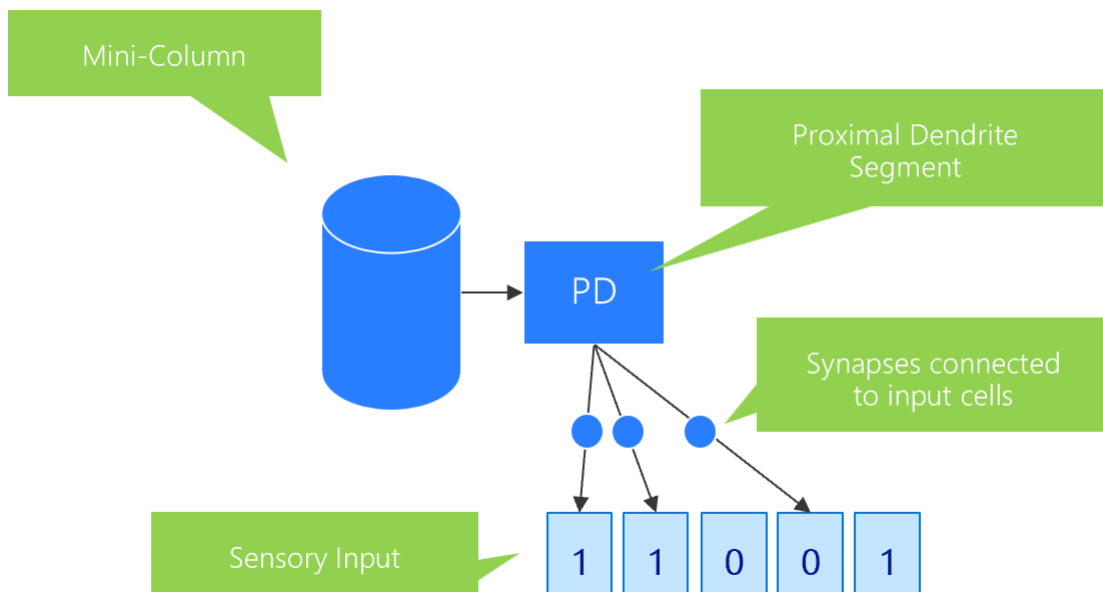 Mini-Column
Proximal Dendrite
Segment
PD
Synapses connected
to input cells
Sensory Input
1 1 0 0 1